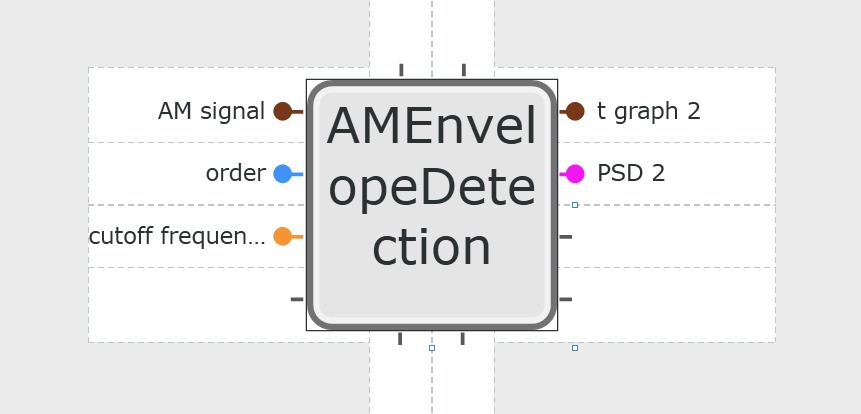 AM signal
order
cutoff frequen...
AMEnvel
opeDete
ction
t graph 2
PSD 2